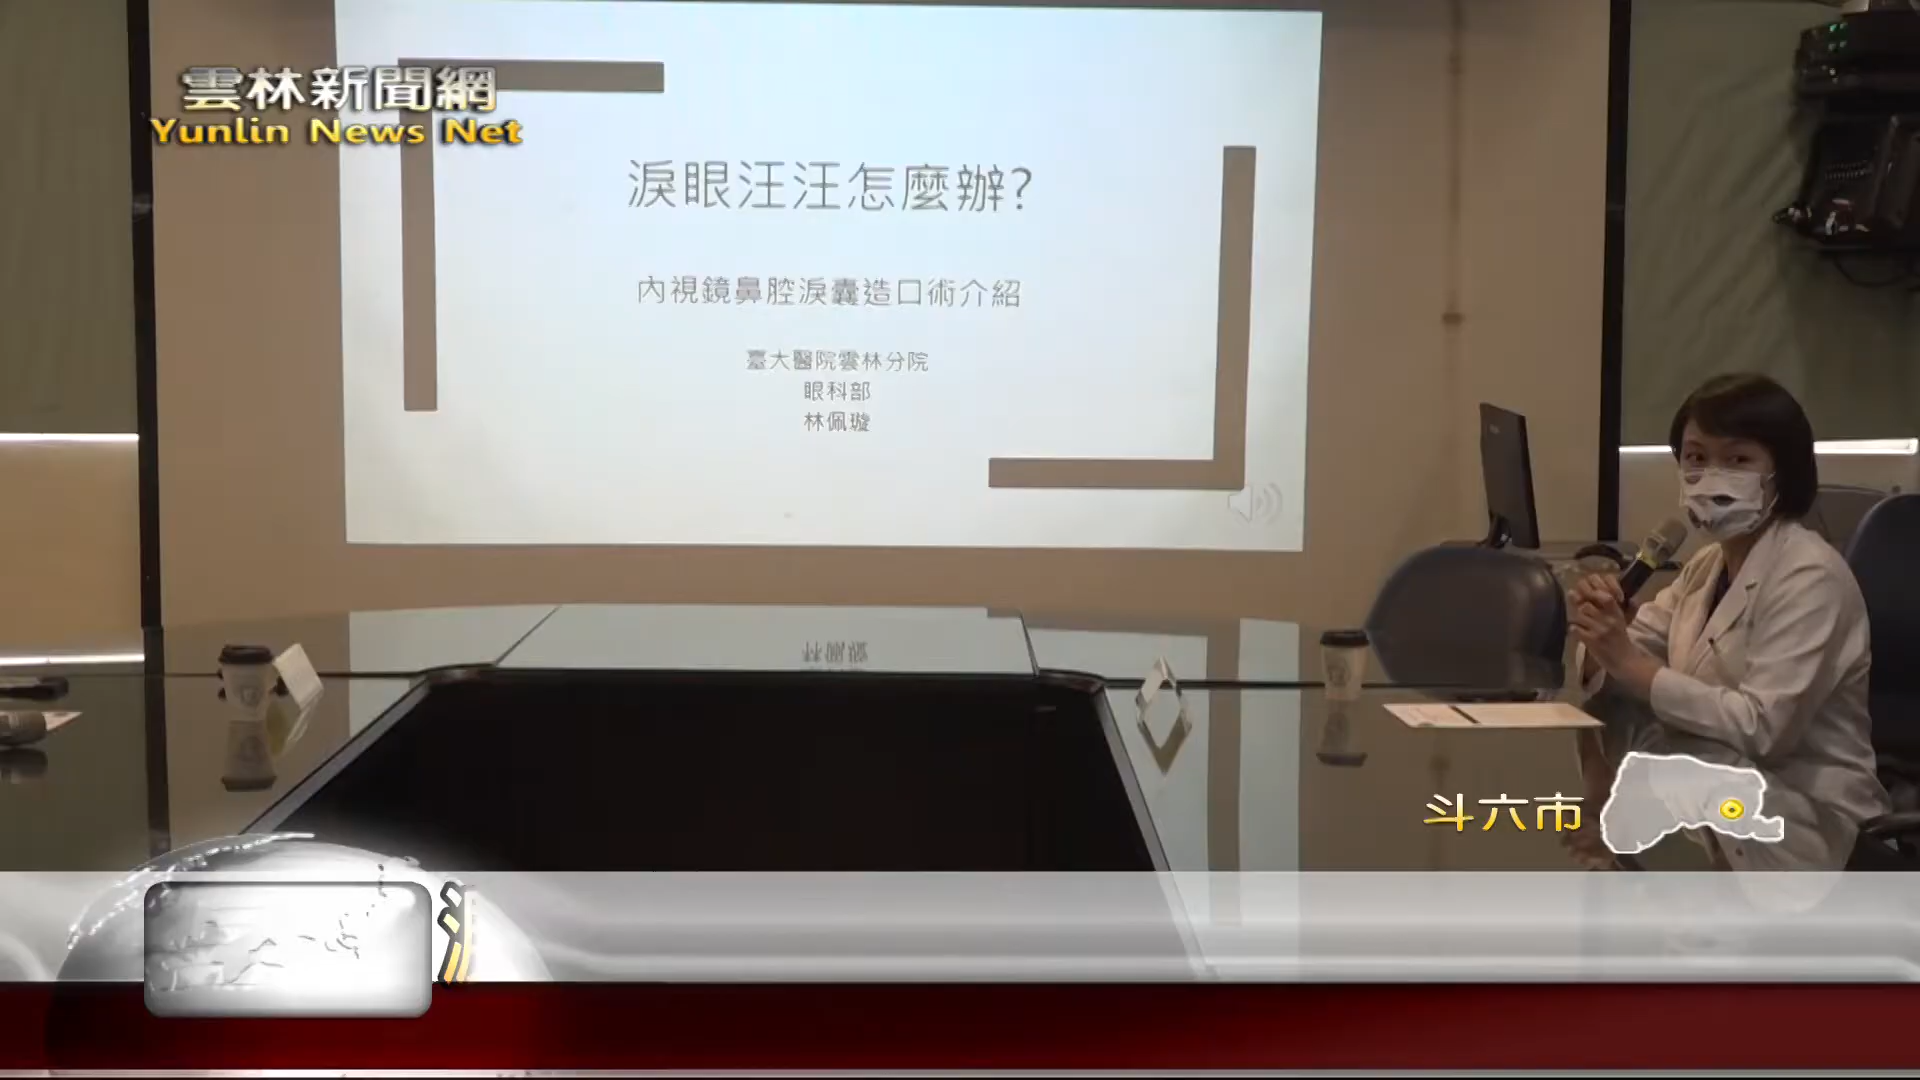 雲林新聞網
Yunlin News Net
淚眼汪汪怎麼辦?
內視鏡鼻腔淚囊造口術介紹
臺大醫院雲林分院
眼科部
林佩璇
斗六市